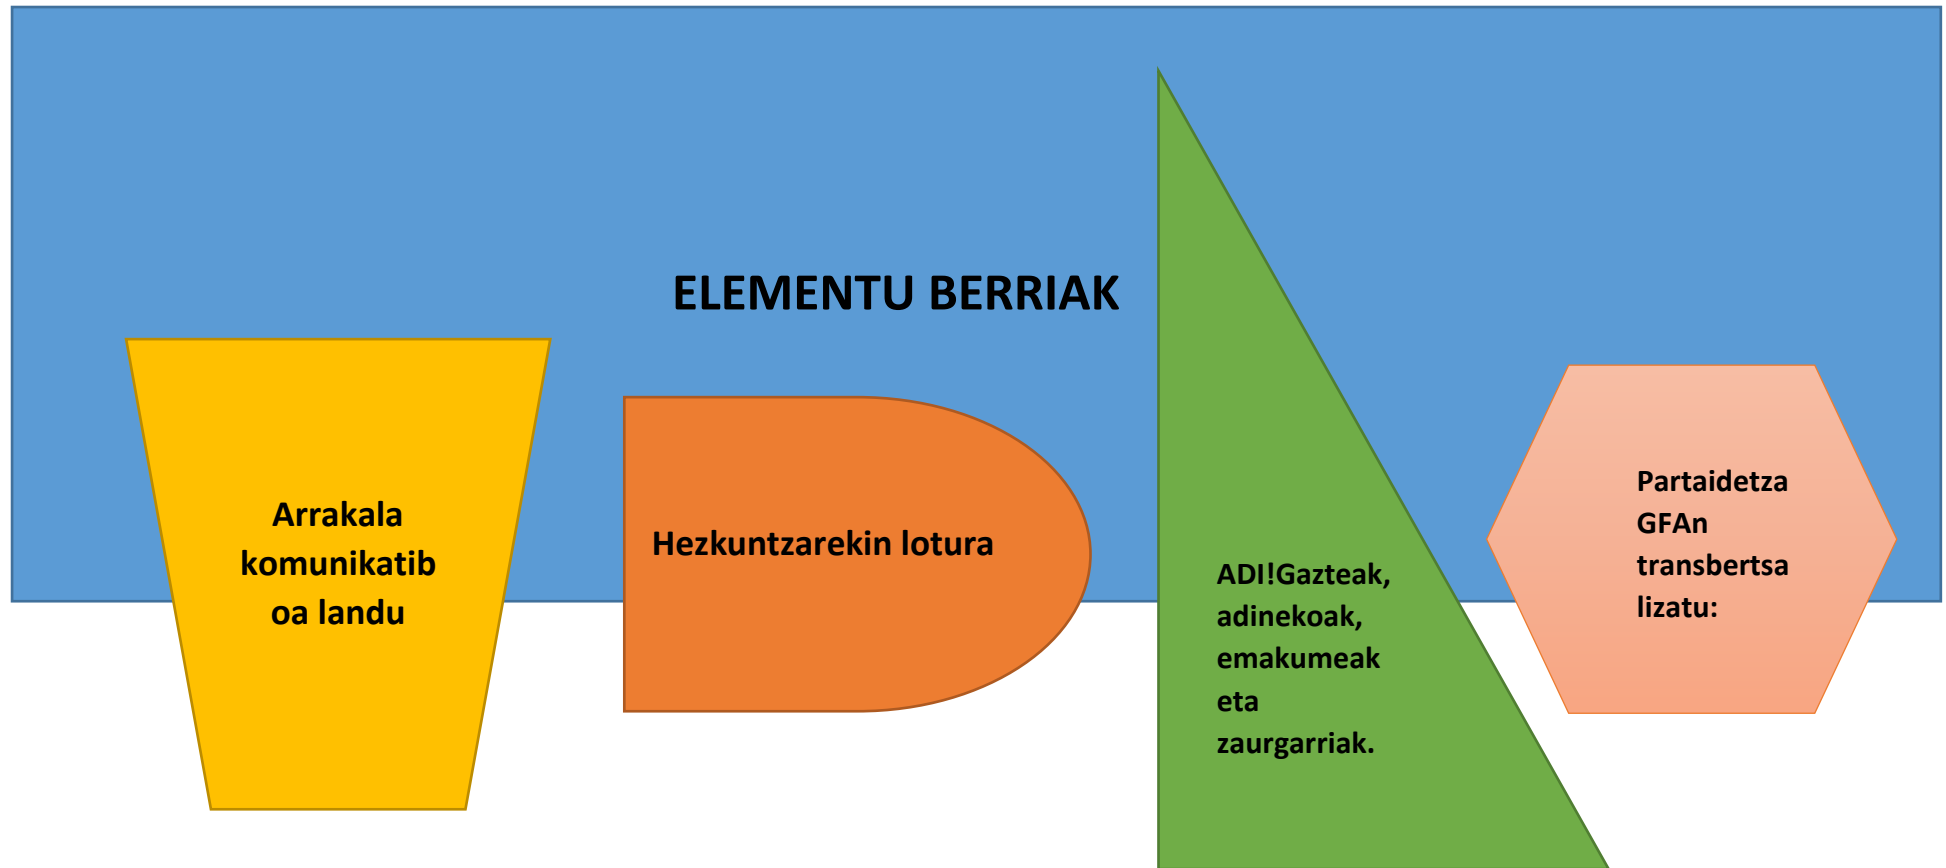 ELEMENTU BERRIAK
Arrakala
komunikatib
oa landu
Hezkuntzarekin lotura
ADI!Gazteak,
adinekoak,
emakumeak
eta
zaurgarriak.
Partaidetza
GFAn
transbertsa
lizatu: